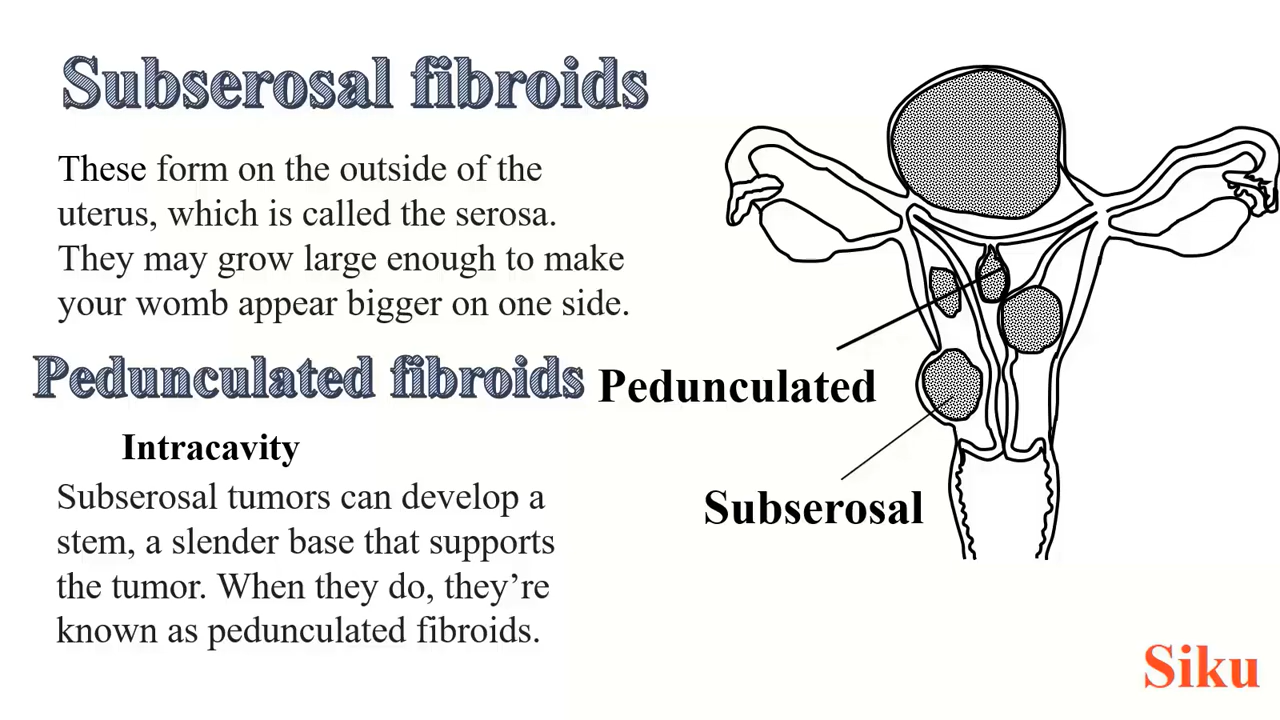 Subserosal fibroids
These form on the outside of the
uterus, which is called the serosa.
They may grow large enough to make
your womb appear bigger on one side.
Pedunculated fibroids
Pedunculated
Intracavity
Subserosal tumors can develop a
stem, a slender base that supports
the tumor. When they do, they’re
known as pedunculated fibroids.
Subserosal
Siku